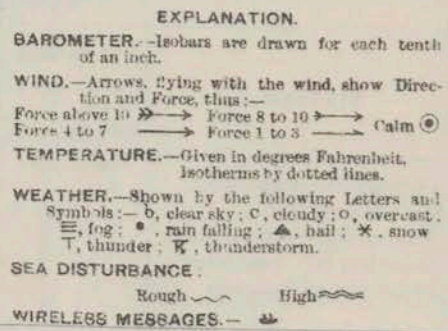 EXPLANATION.
BAROMETER.—Isobars are drawn for each tenth
of an inch.
WIND.—Arrows, flying with the wind, show Direc-
tion and Force, thus:—
Force above 10 Force 8 to 10
Force 4 to 7 Force 1 to 3 Calm
TEMPERATURE.—Given in degrees Fahrenheit.
Isotherms by dotted lines.
WEATHER.—Shown by the following Letters and
Symbols:— b, clear sky; c, cloudy; o, overcast;
fog; rain falling; hail; snow
T, thunder; thunderstorm.
SEA DISTURBANCE:
Rough High
WIRELESS MESSAGES.—